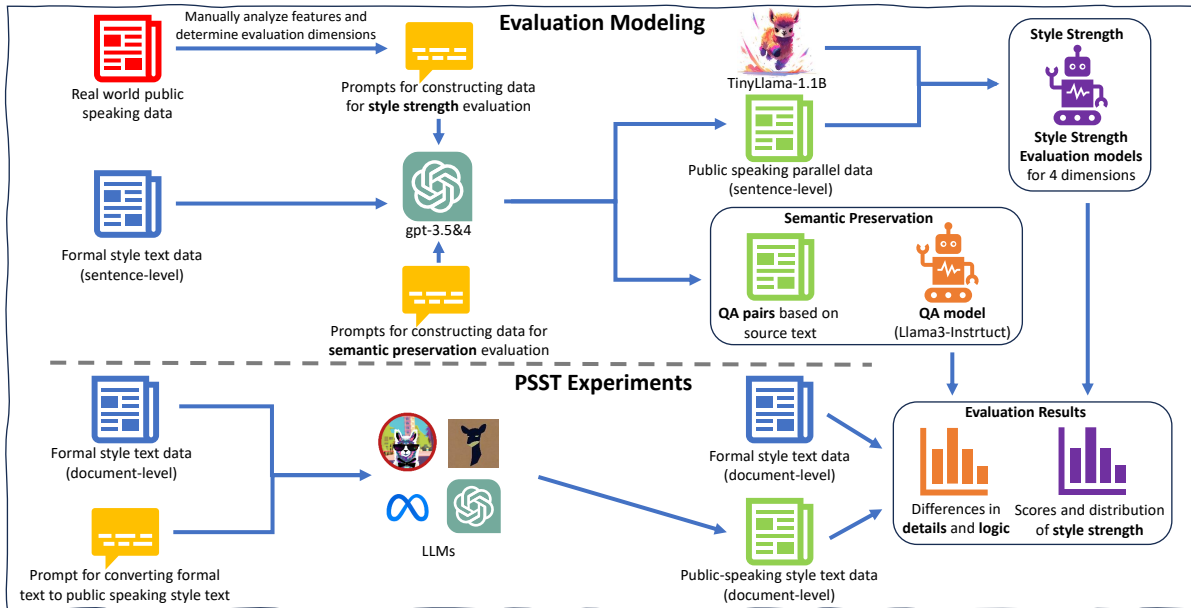 Manually analyze features and
determine evaluation dimensions
Evaluation Modeling
Real world public
speaking data
Prompts for constructing data
for style strength evaluation
TinyLlama-1.1B
Style Strength
Style Strength
Evaluation models
for 4 dimensions
Public speaking parallel data
(sentence-level)
Formal style text data
(sentence-level)
gpt-3.5&4
Semantic Preservation
QA pairs based on
source text
QA model
(Llama3-Instrtuct)
Prompts for constructing data for
semantic preservation evaluation
PSST Experiments
Formal style text data
(document-level)
LLMs
Prompt for converting formal
text to public speaking style text
Formal style text data
(document-level)
Public-speaking style text data
(document-level)
Evaluation Results
Differences in
details and logic
Scores and distribution
of style strength